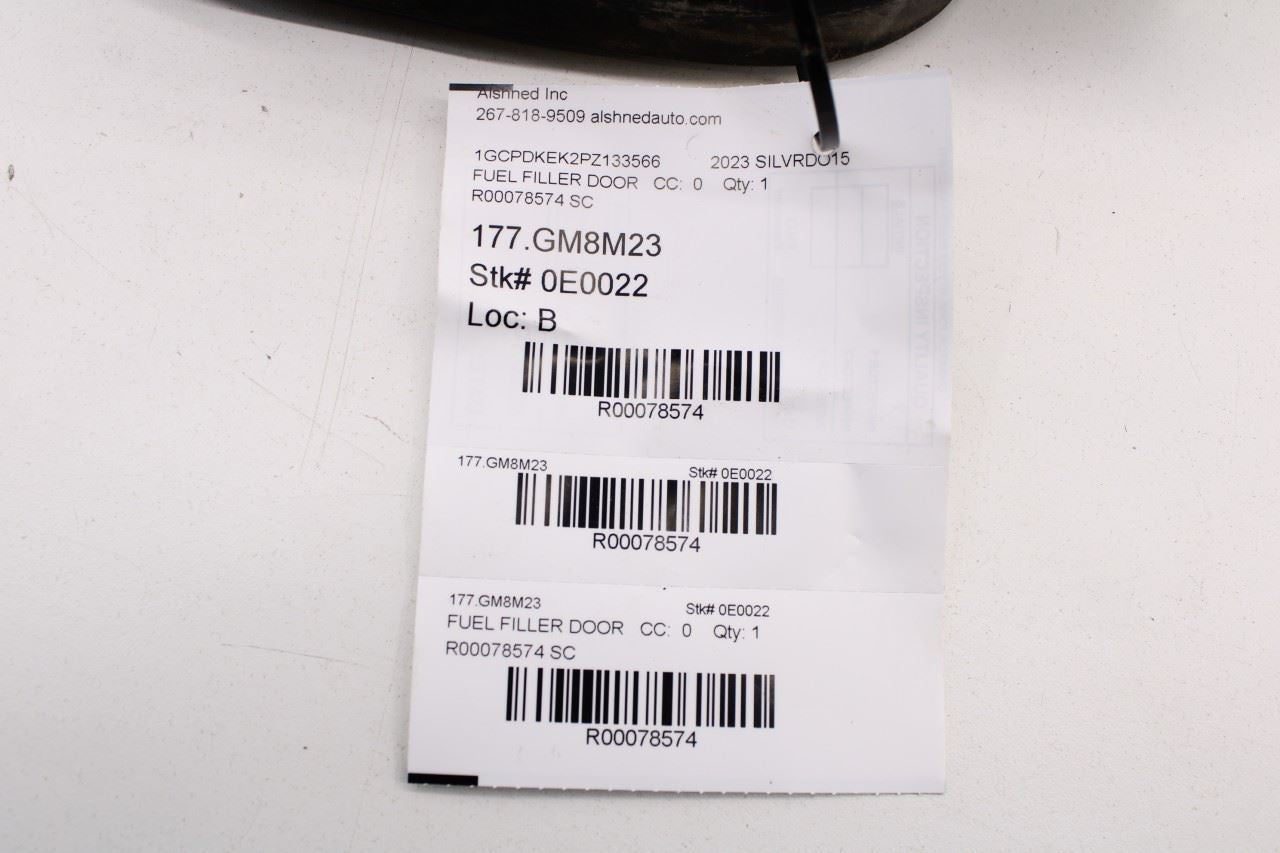 Alshned Inc
267-818-9509 alshnedauto.com
1GCPDKEK2PZ133566 2023 SILVRDO15
FUEL FILLER DOOR CC: 0 Qty: 1
R00078574 SC
177.GM8M23
Stk# 0E0022
Loc: B
R00078574
177.GM8M23 Stk# 0E0022
R00078574
177.GM8M23 Stk# 0E0022
FUEL FILLER DOOR CC: 0 Qty: 1
R00078574 SC
R00078574
QUALITY INSPECTION